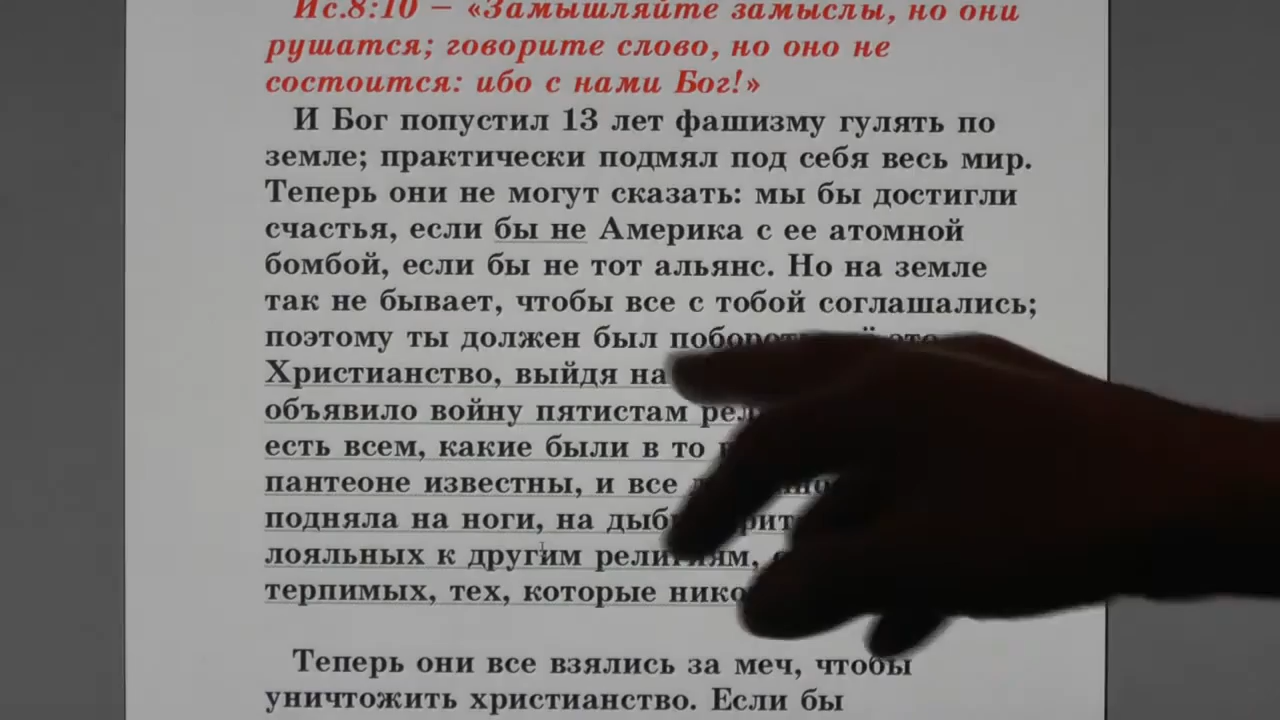 Ис.8:10 – «Замышляйте замыслы, но они
рушатся; говорите слово, но оно не
состоится: ибо с нами Бог!»
И Бог попустил 13 лет фашизму гулять по
земле; практически подмял под себя весь мир.
Теперь они не могут сказать: мы бы достигли
счастья, если бы не Америка с ее атомной
бомбой, если бы не тот альянс. Но на земле
так не бывает, чтобы все с тобой соглашались;
поэтому ты должен был
Христианство, выйдя на
объявило войну пятистам
есть всем, какие были в то
пантеоне известны, и все
подняла на ноги, на
лояльных к другим религиям,
терпимых, тех, которые
Теперь они все взялись за меч, чтобы
уничтожить христианство. Если бы